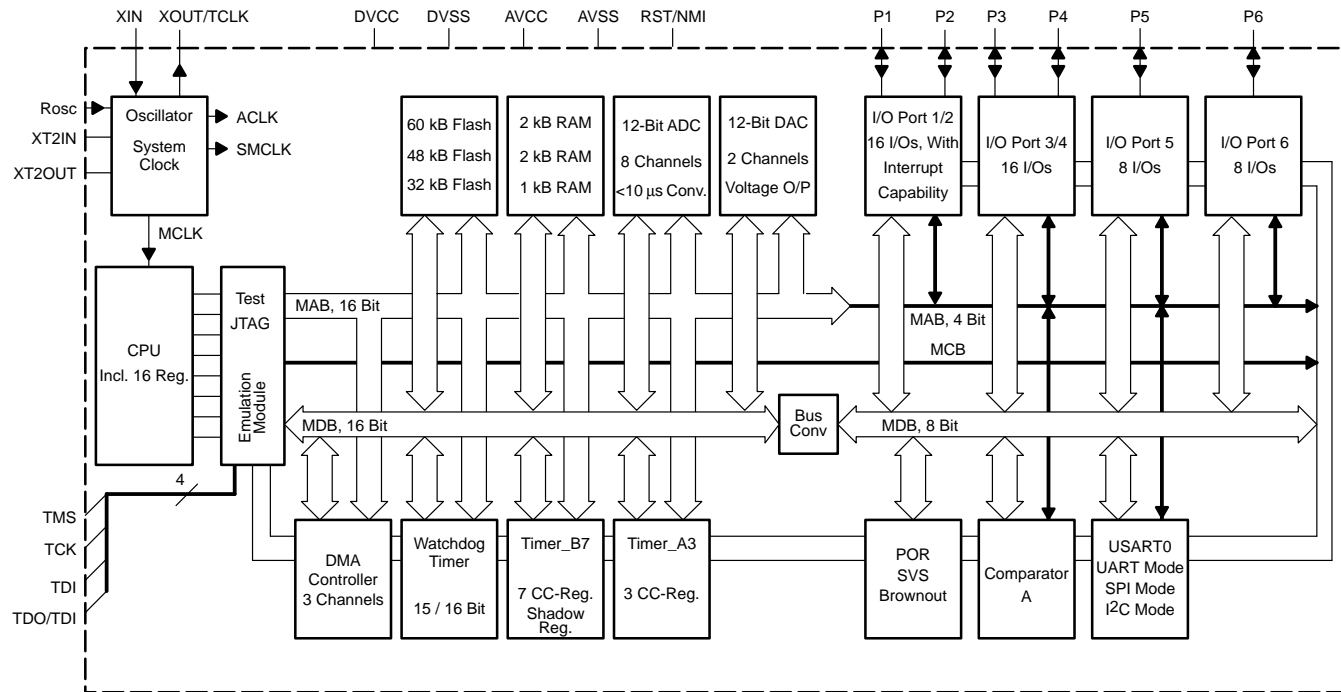 XIN
XOUT/TCLK
DVCC
DVSS
AVCC
AVSS
RST/NMI
P1
P2
P3
P4
P5
P6
Rosc
XT2IN
XT2OUT
Oscillator
System
Clock
ACLK
SMCLK
MCLK
60 kB Flash
48 kB Flash
32 kB Flash
2 kB RAM
2 kB RAM
1 kB RAM
12-Bit ADC
8 Channels
<10 μs Conv.
12-Bit DAC
2 Channels
Voltage O/P
I/O Port 1/2
16 I/Os, With
Interrupt
Capability
I/O Port 3/4
16 I/Os
I/O Port 5
8 I/Os
I/O Port 6
8 I/Os
CPU
Incl. 16 Reg.
Test
JTAG
Emulation
Module
MAB, 16 Bit
MAB, 4 Bit
MCB
MDB, 16 Bit
Bus
Conv
MDB, 8 Bit
4
TMS
TCK
TDI
TDO/TDI
DMA
Controller
3 Channels
Watchdog
Timer
15 / 16 Bit
Timer_B7
7 CC-Reg.
Shadow
Reg.
Timer_A3
3 CC-Reg.
POR
SVS
Brownout
Comparator
A
USART0
UART Mode
SPI Mode
I²C Mode